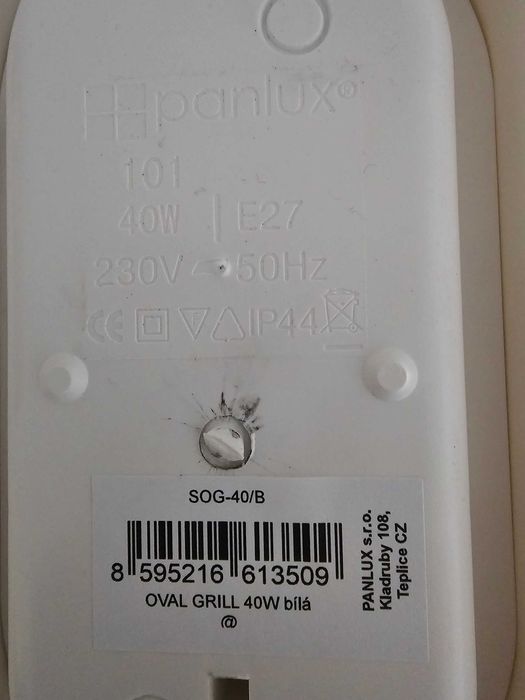 panlux®
101
40W | E27
230V ~ 50Hz
CE IP44
SOG-40/B
8 595216 613509
OVAL GRILL 40W bílá
@
PANLUX s.r.o.
Kladruby 108,
Teplice CZ